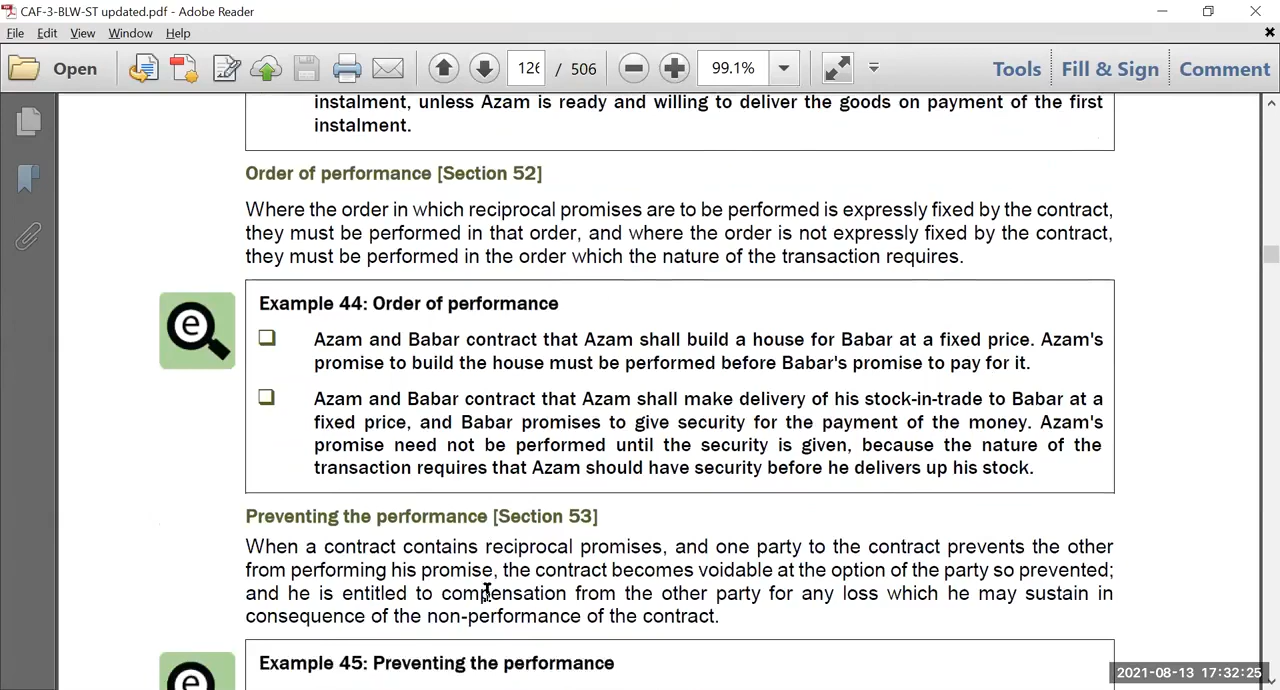 CAF-3-BLW-ST updated.pdf - Adobe Reader
File Edit View Window Help
Open 126 / 506 99.1% Tools Fill & Sign Comment
instalment, unless Azam is ready and willing to deliver the goods on payment of the first
instalment.
Order of performance [Section 52]
Where the order in which reciprocal promises are to be performed is expressly fixed by the contract,
they must be performed in that order, and where the order is not expressly fixed by the contract,
they must be performed in the order which the nature of the transaction requires.
Example 44: Order of performance
Azam and Babar contract that Azam shall build a house for Babar at a fixed price. Azam's
promise to build the house must be performed before Babar's promise to pay for it.
Azam and Babar contract that Azam shall make delivery of his stock-in-trade to Babar at a
fixed price, and Babar promises to give security for the payment of the money. Azam's
promise need not be performed until the security is given, because the nature of the
transaction requires that Azam should have security before he delivers up his stock.
Preventing the performance [Section 53]
When a contract contains reciprocal promises, and one party to the contract prevents the other
from performing his promise, the contract becomes voidable at the option of the party so prevented;
and he is entitled to compensation from the other party for any loss which he may sustain in
consequence of the non-performance of the contract.
Example 45: Preventing the performance
2021-08-13 17:32:25